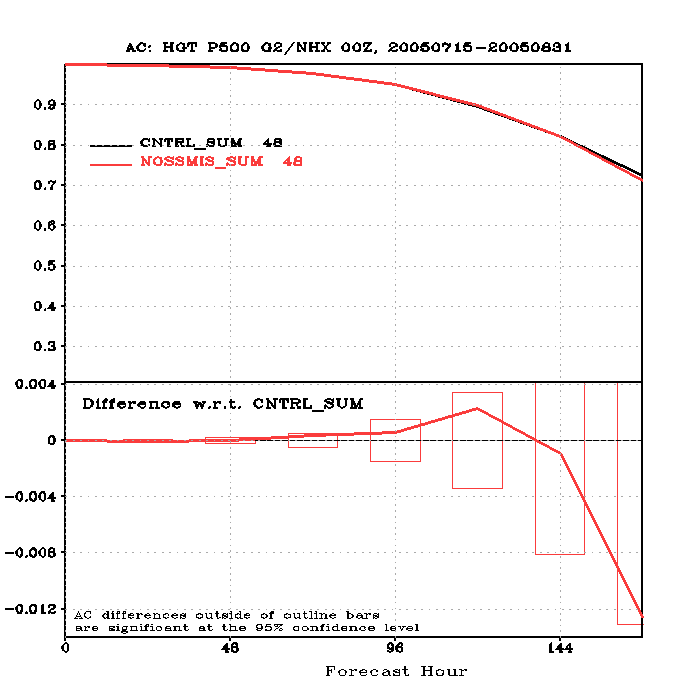 AC: HGT P500 G2/NHX 00Z, 20050715-20050831
0.9
CNTRL_SUM 48
0.8
NOSSMIS_SUM 48
0.7
0.6
0.5
0.4
0.3
0.004
Difference w.r.t. CNTRL_SUM
0
-0.004
-0.008
-0.012
AC differences outside of outline bars
are significant at the 95% confidence level
0 48 96 144
Forecast Hour